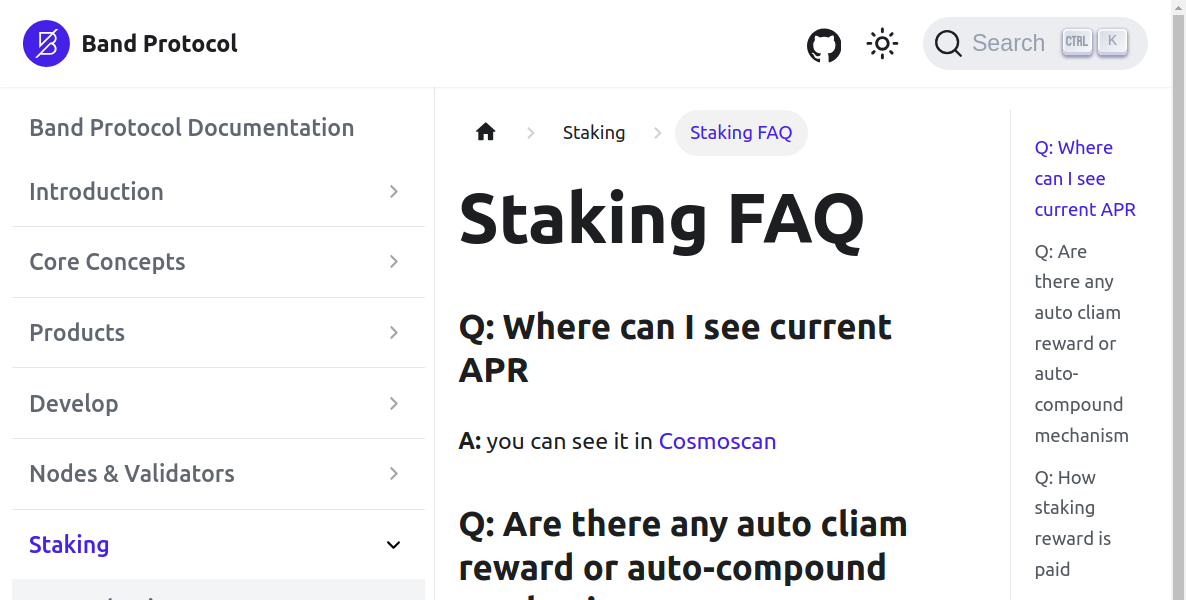 Band Protocol
Search CTRL K
Band Protocol Documentation
Introduction
Core Concepts
Products
Develop
Nodes & Validators
Staking
Staking
Staking FAQ
Staking FAQ
Q: Where can I see current
APR
A: you can see it in Cosmoscan
Q: Are there any auto cliam
reward or auto-compound
Q: Where
can I see
current APR
Q: Are
there any
auto cliam
reward or
auto-
compound
mechanism
Q: How
staking
reward is
paid